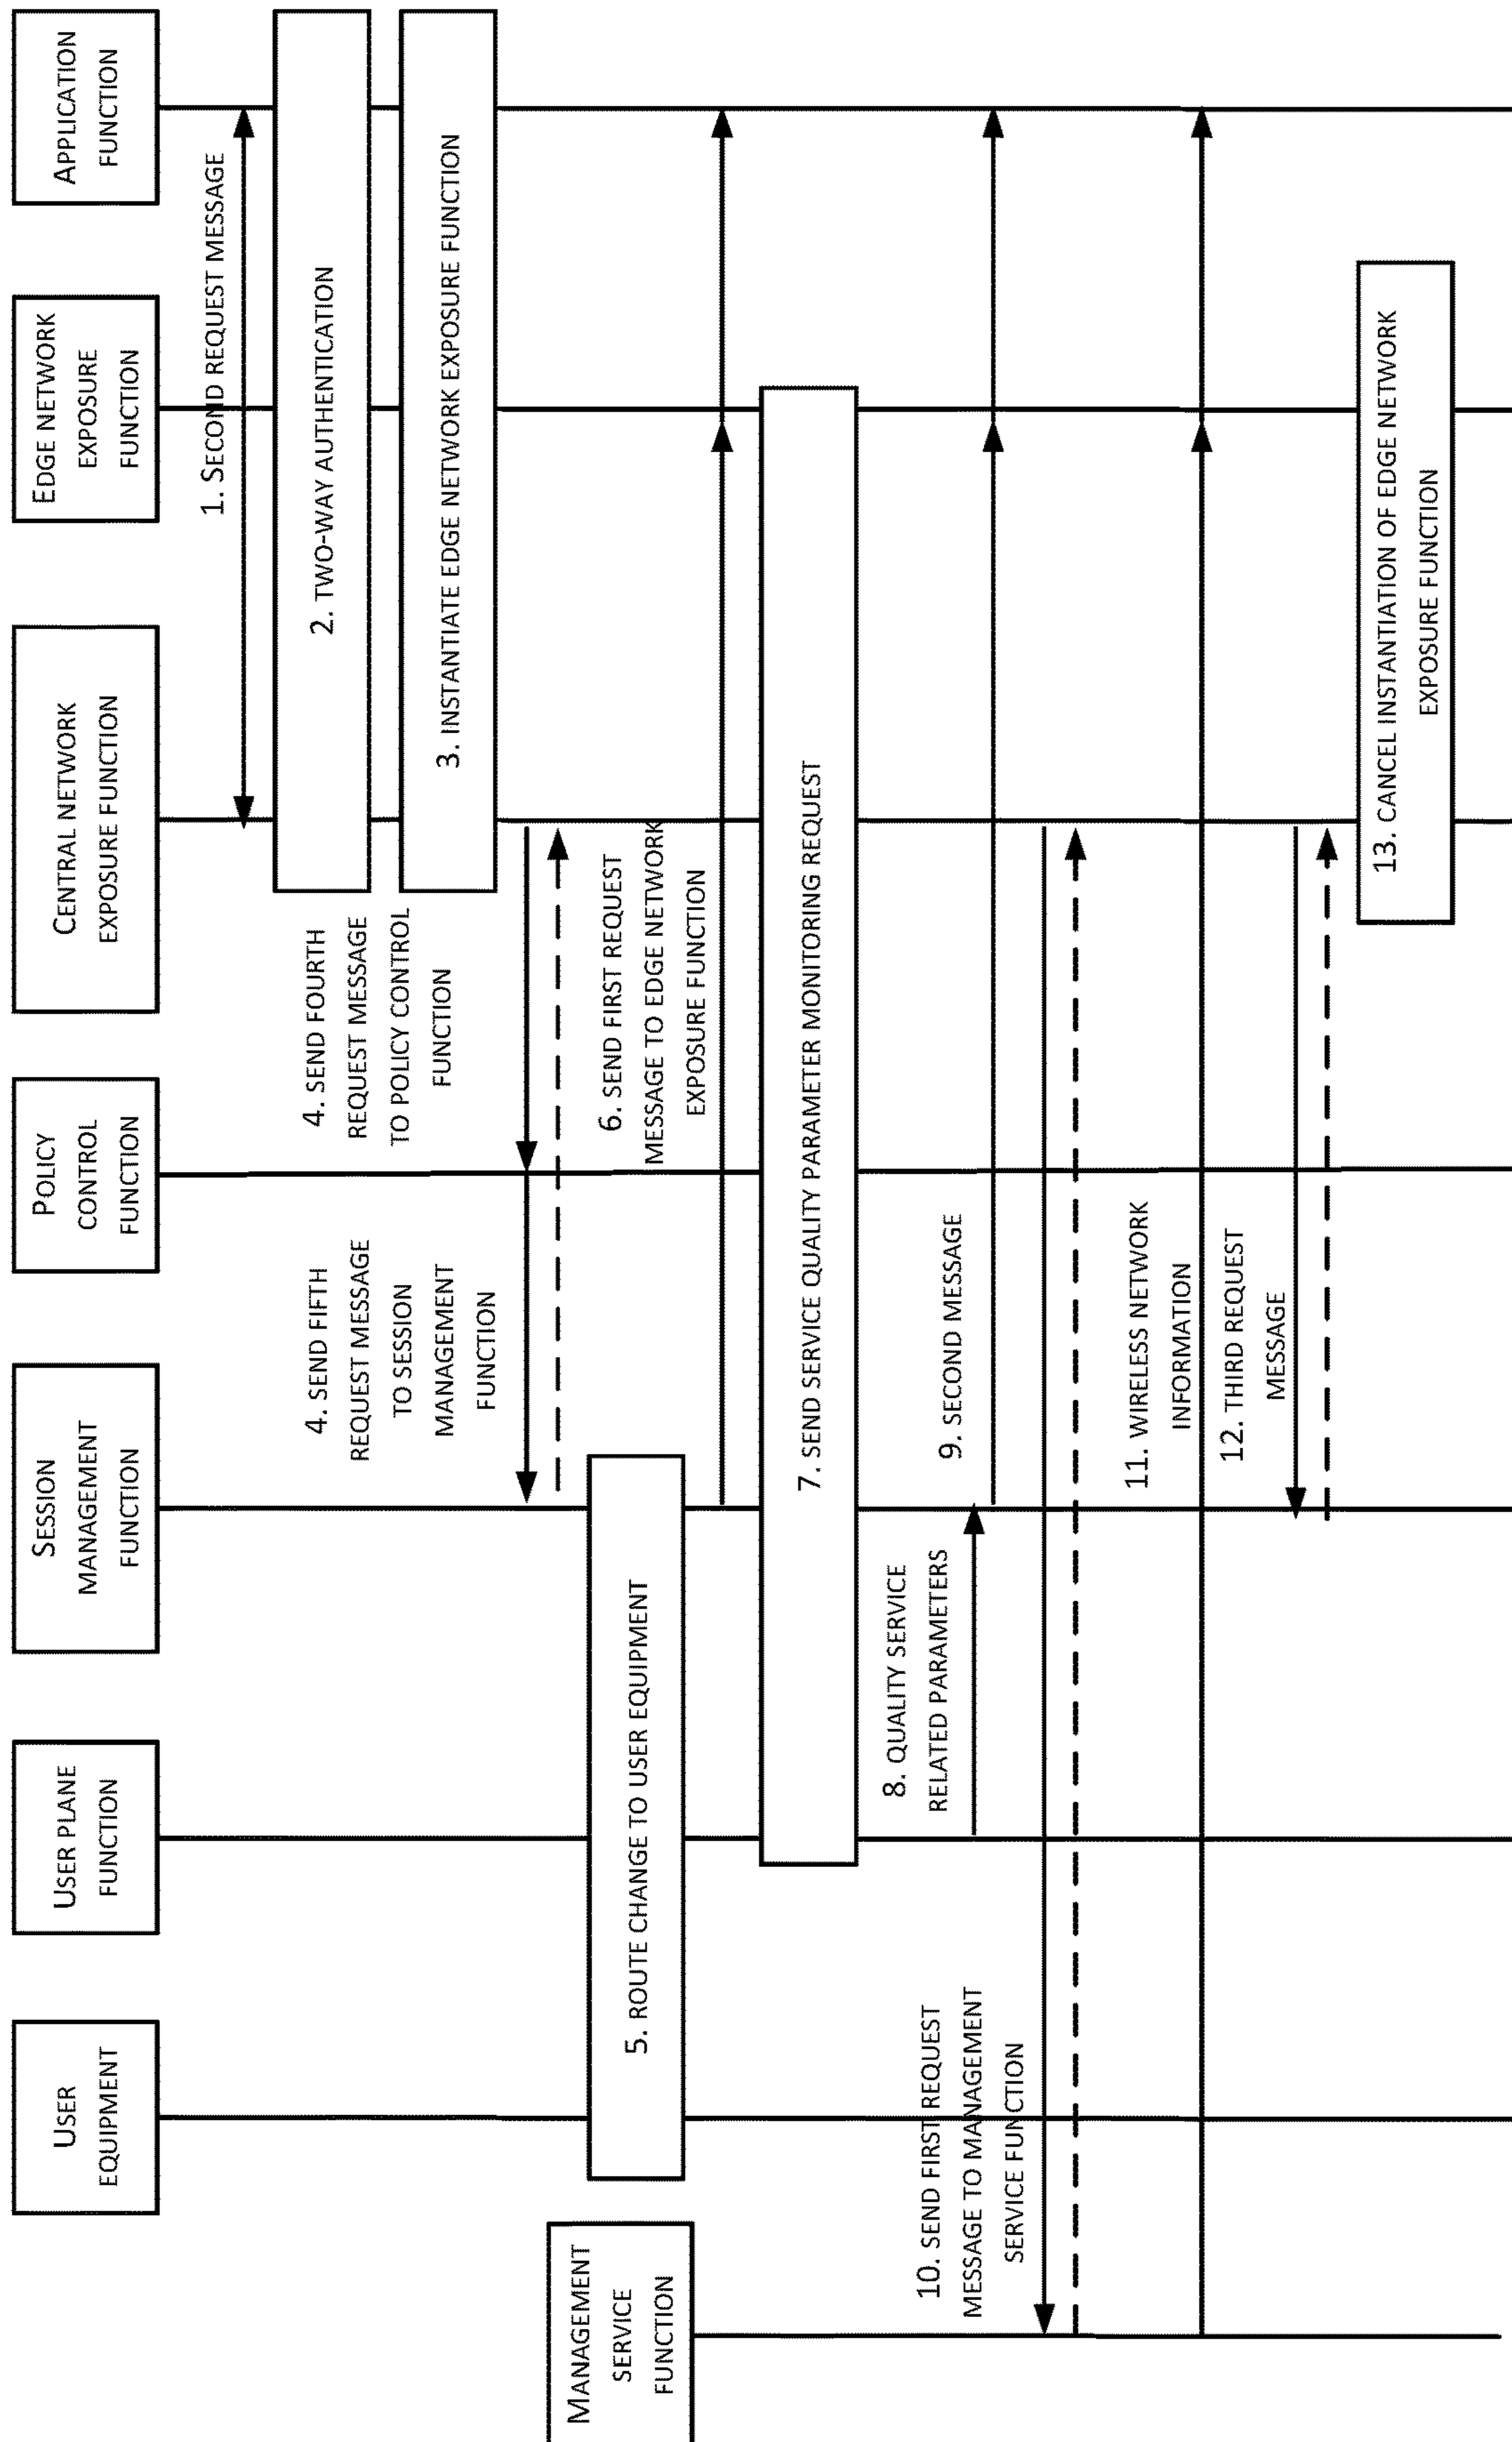 MANAGEMENT
SERVICE
FUNCTION
USER
EQUIPMENT
USER PLANE
FUNCTION
SESSION
MANAGEMENT
FUNCTION
POLICY
CONTROL
FUNCTION
CENTRAL NETWORK
EXPOSURE FUNCTION
EDGE NETWORK
EXPOSURE
FUNCTION
APPLICATION
FUNCTION
1. SECOND REQUEST MESSAGE
2. TWO-WAY AUTHENTICATION
3. INSTANTIATE EDGE NETWORK EXPOSURE FUNCTION
4. SEND FOURTH
REQUEST MESSAGE
TO POLICY CONTROL
FUNCTION
4. SEND FIFTH
REQUEST MESSAGE
TO SESSION
MANAGEMENT
FUNCTION
5. ROUTE CHANGE TO USER EQUIPMENT
6. SEND FIRST REQUEST
MESSAGE TO EDGE NETWORK
EXPOSURE FUNCTION
7. SEND SERVICE QUALITY PARAMETER MONITORING REQUEST
8. QUALITY SERVICE
RELATED PARAMETERS
9. SECOND MESSAGE
10. SEND FIRST REQUEST
MESSAGE TO MANAGEMENT
SERVICE FUNCTION
11. WIRELESS NETWORK
INFORMATION
12. THIRD REQUEST
MESSAGE
13. CANCEL INSTANTIATION OF EDGE NETWORK
EXPOSURE FUNCTION